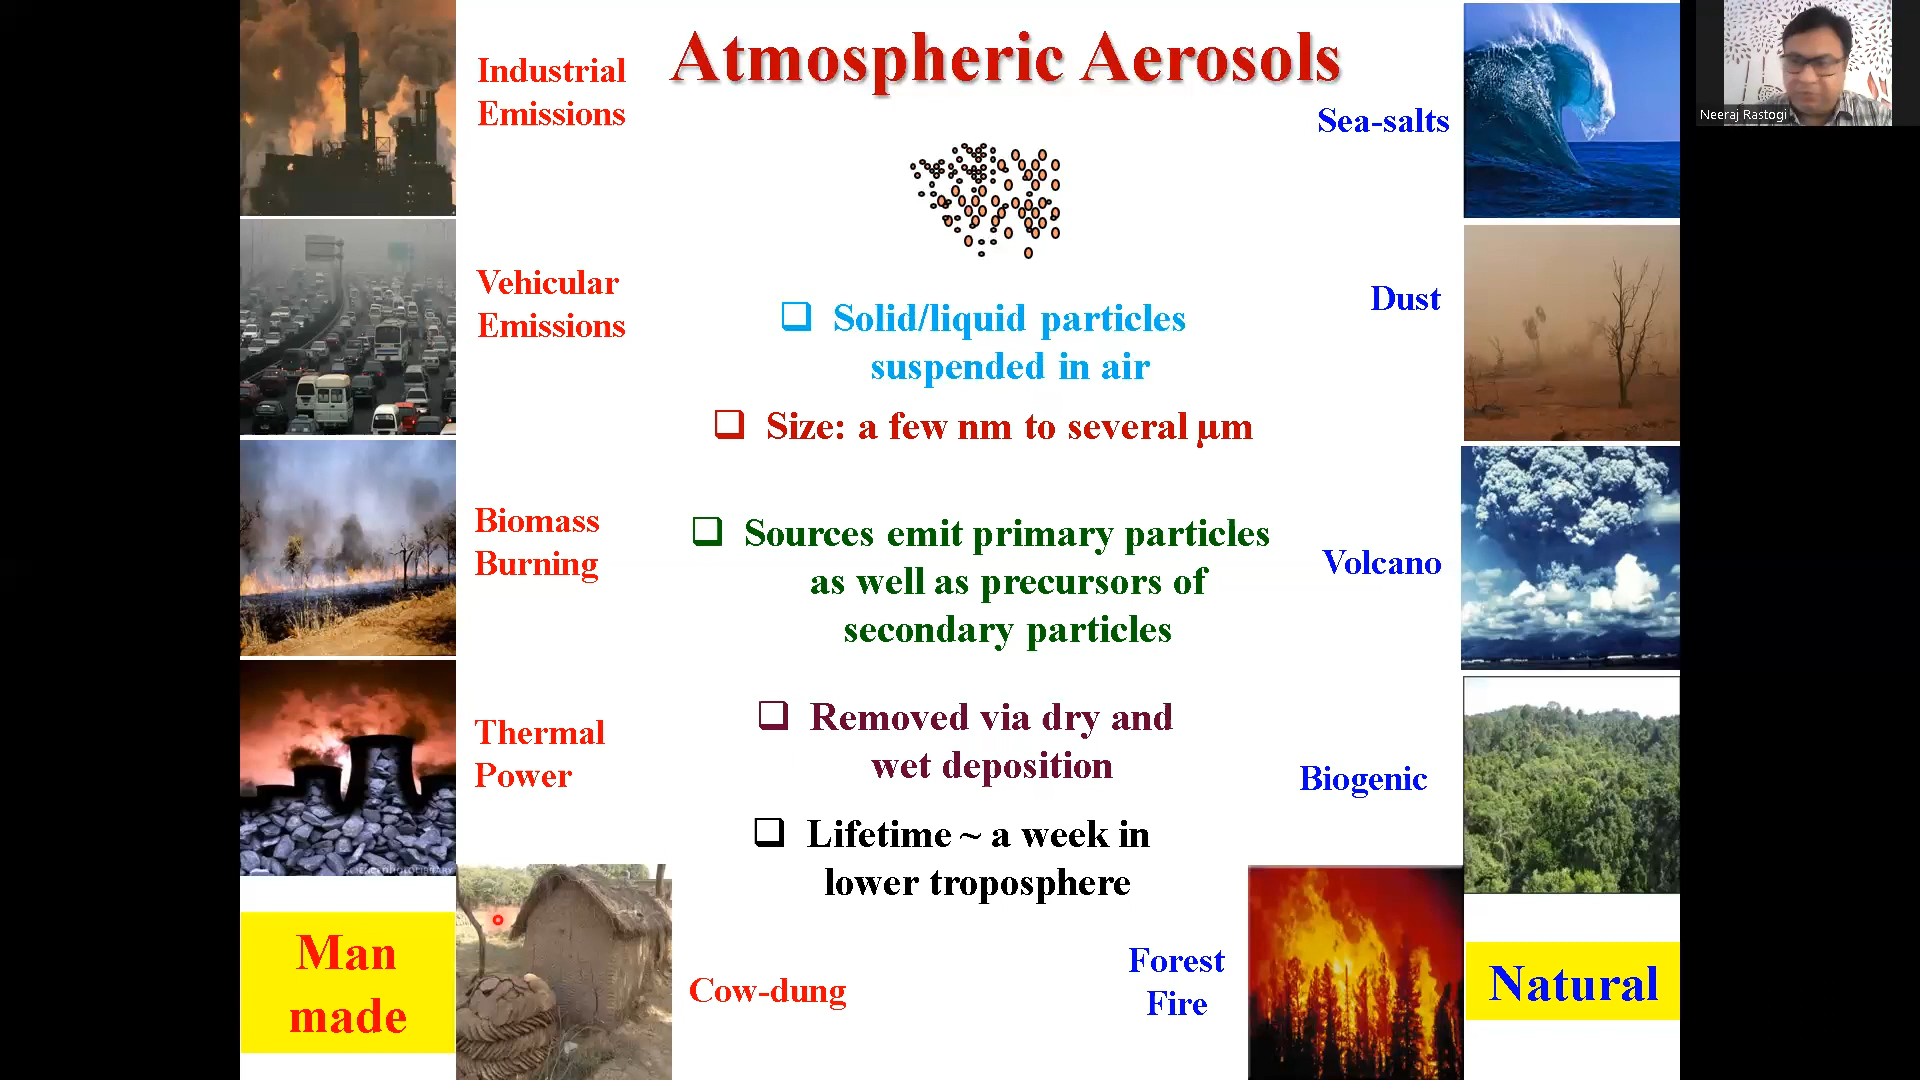 Atmospheric Aerosols
Industrial
Emissions
Vehicular
Emissions
Biomass
Burning
Thermal
Power
Man
made
Cow-dung
❑ Solid/liquid particles
suspended in air
❑ Size: a few nm to several µm
❑ Sources emit primary particles
as well as precursors of
secondary particles
❑ Removed via dry and
wet deposition
❑ Lifetime ~ a week in
lower troposphere
Sea-salts
Dust
Volcano
Biogenic
Forest
Fire
Natural
Neeraj Rastogi